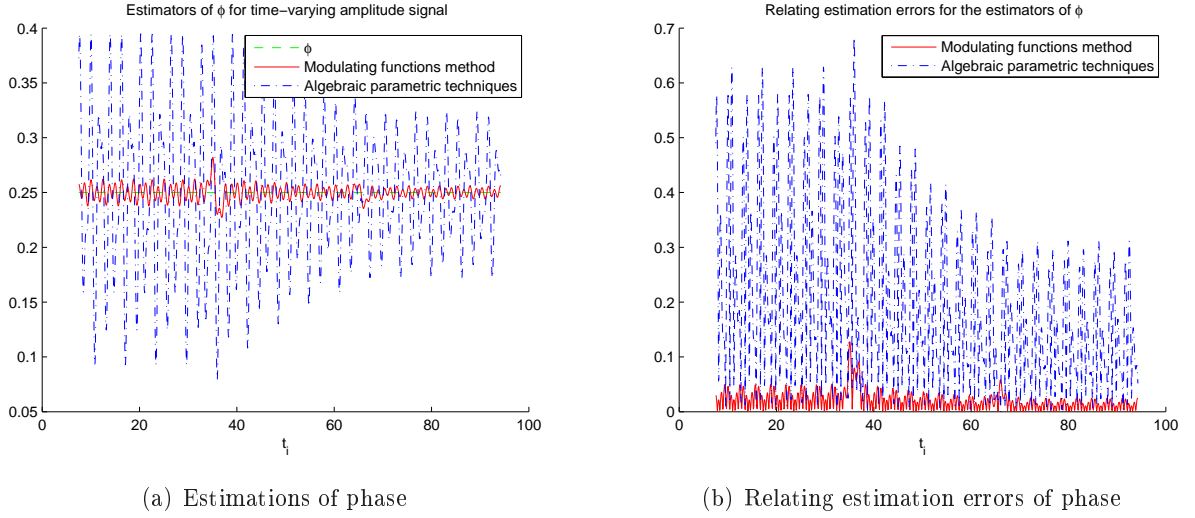 Estimators of ϕ for time−varying amplitude signal
0.4
0.35
0.3
0.25
0.25
0.15
0.1
0.05
0
20
40
60
80
100
t_i
ϕ
Modulating functions method
Algebraic parametric techniques
(a) Estimations of phase
Relating estimation errors for the estimators of ϕ
0.7
0.6
0.5
0.4
0.3
0.2
0.1
0
0
20
40
60
80
100
t_i
Modulating functions method
Algebraic parametric techniques
(b) Relating estimation errors of phase